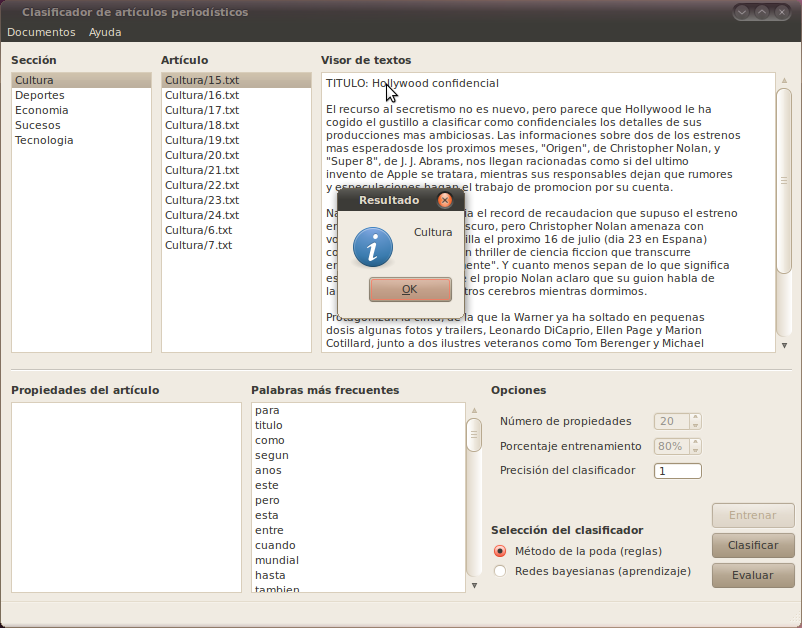 Clasificador de artículos periodísticos
Documentos Ayuda
Sección
Cultura
Deportes
Economia
Sucesos
Tecnologia
Artículo
Cultura/15.txt
Cultura/16.txt
Cultura/17.txt
Cultura/18.txt
Cultura/19.txt
Cultura/20.txt
Cultura/21.txt
Cultura/22.txt
Cultura/23.txt
Cultura/24.txt
Cultura/6.txt
Cultura/7.txt
Visor de textos
TITULO: Hollywood confidencial
El recurso al secretismo no es nuevo, pero parece que Hollywood le ha
cogido el gustillo a clasificar como confidenciales los detalles de sus
producciones mas ambiciosas. Las informaciones sobre dos de los estrenos
mas esperadosde los proximos meses, "Origen", de Christopher Nolan, y
"Super 8", de J. J. Abrams, nos llegan racionadas como si del ultimo
invento de Apple se tratara, mientras sus responsables dejan que rumores
y especulaciones hagan el trabajo de promocion por su cuenta.
el record de recaudacion que supuso el estreno
pero Christopher Nolan amenaza con
el proximo 16 de julio (dia 23 en Espana)
thriller de ciencia ficcion que transcurre
Y cuanto menos sepan de lo que significa
el propio Nolan aclaro que su guion habla de
la cerebros mientras dormimos.
Protagonizan la cinta, de la que la Warner ya ha soltado en pequenas
dosis algunas fotos y trailers, Leonardo DiCaprio, Ellen Page y Marion
Cotillard, junto a dos ilustres veteranos como Tom Berenger y Michael
Resultado
Cultura
OK
Propiedades del artículo
Palabras más frecuentes
para
titulo
como
segun
anos
este
pero
esta
entre
cuando
mundial
hasta
tambien
Opciones
Número de propiedades 20
Porcentaje entrenamiento 80%
Precisión del clasificador 1
Selección del clasificador
Método de la poda (reglas)
Redes bayesianas (aprendizaje)
Entrenar
Clasificar
Evaluar